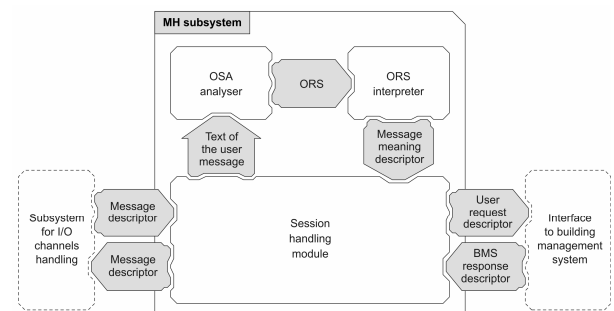 MH subsystem
OSA
analyser
ORS
ORS
interpreter
Text of
the user
message
Message
meaning
descriptor
Subsystem
for I/O
channels
handling
Message
descriptor
Message
descriptor
Session
handling
module
User
request
descriptor
BMS
response
descriptor
Interface
to building
management
system